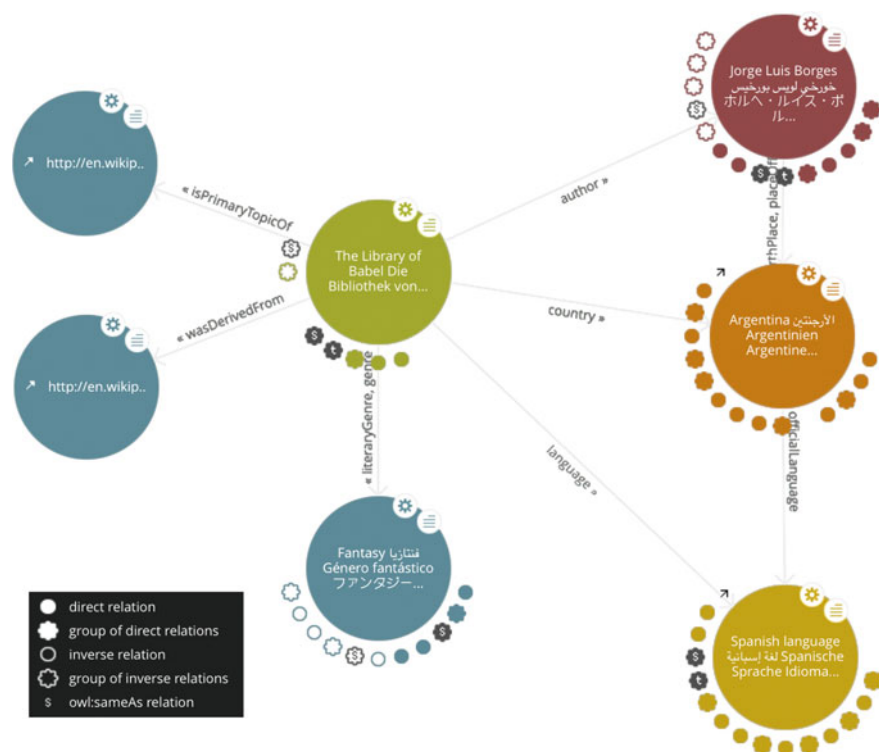 Jorge Luis Borges
خورخي لويس بورخيس
ホルヘ・ルイス・ボ
ル...
http://en.wikip..
« isPrimaryTopicOf
author »
The Library of
Babel Die
Bibliothek von...
rthPlace, placeOf
« wasDerivedFrom
country »
Argentina الأرجنتين
Argentinien
Argentine...
http://en.wikip..
« literaryGenre, genre
language »
officialLanguage
Fantasy فنتازيا
Género fantástico
ファンタジー...
direct relation
group of direct relations
inverse relation
group of inverse relations
s owl:sameAs relation
Spanish language
لغة إسبانية Spanische
Sprache Idioma...
s
t
s
t
s
s
t
s
s
s
t